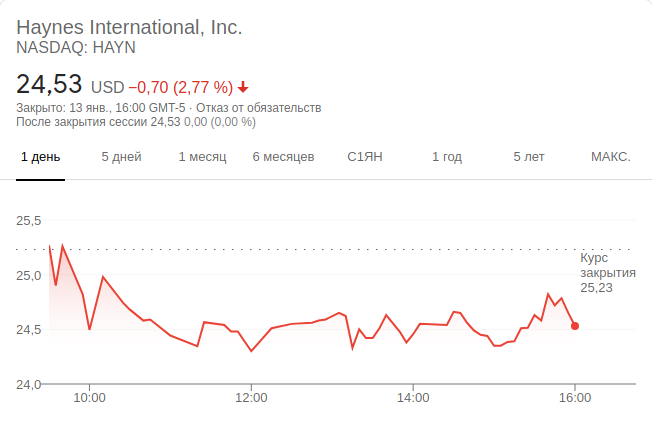 Haynes International, Inc.
NASDAQ: HAYN
24,53 USD −0,70 (2,77 %)
Закрыто: 13 янв., 16:00 GMT-5 · Отказ от обязательств
После закрытия сессии 24,53 0,00 (0,00 %)
1 день 5 дней 1 месяц 6 месяцев С1ЯН 1 год 5 лет МАКС.
25,5
25,0
24,5
24,0
Курс
закрытия
25,23
10:00 12:00 14:00 16:00